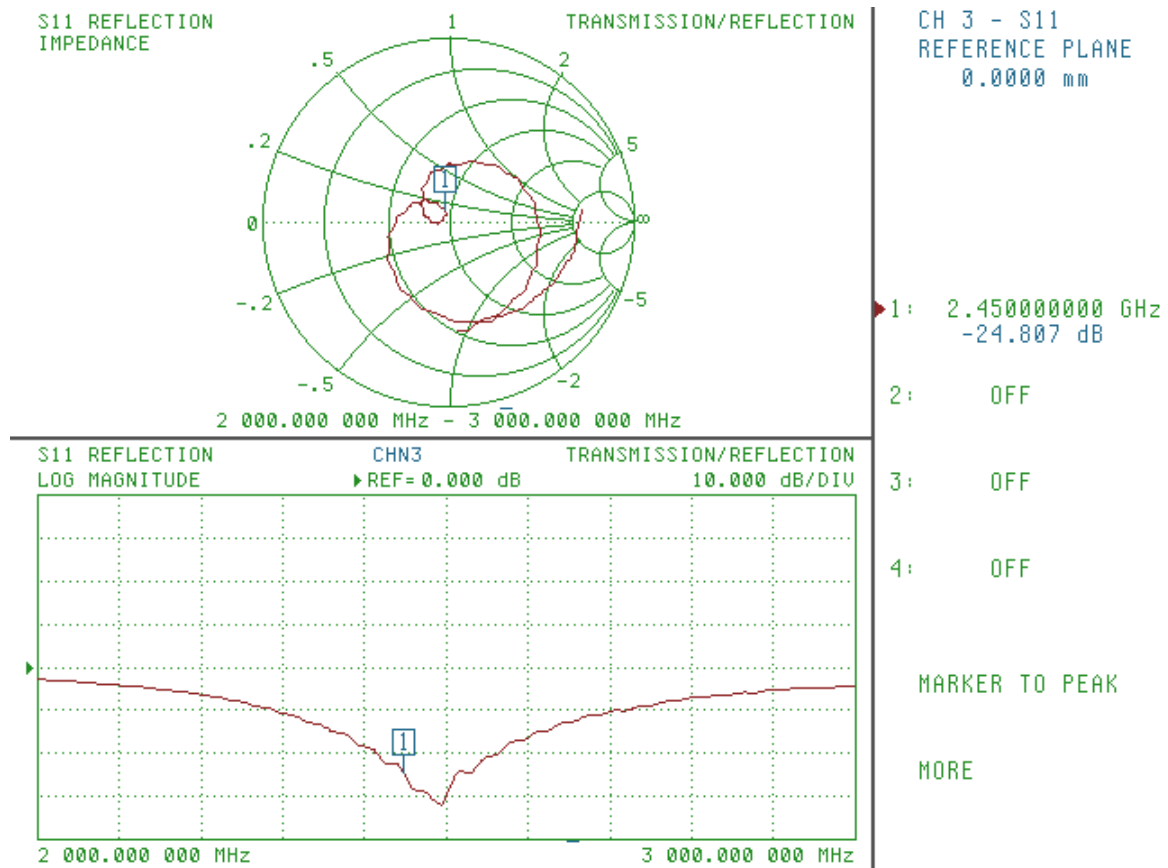 S11 REFLECTION
IMPEDANCE
TRANSMISSION/REFLECTION
1
.5
2
.2
5
0
∞
-.2
-5
-.5
-2
1
2 000.000 000 MHz - 3 000.000 000 MHz
S11 REFLECTION
CHN3
TRANSMISSION/REFLECTION
LOG MAGNITUDE
REF= 0.000 dB
10.000 dB/DIV
1
2 000.000 000 MHz
3 000.000 000 MHz
CH 3 - S11
REFERENCE PLANE
0.0000 mm
1: 2.450000000 GHz
-24.807 dB
2: OFF
3: OFF
4: OFF
MARKER TO PEAK
MORE